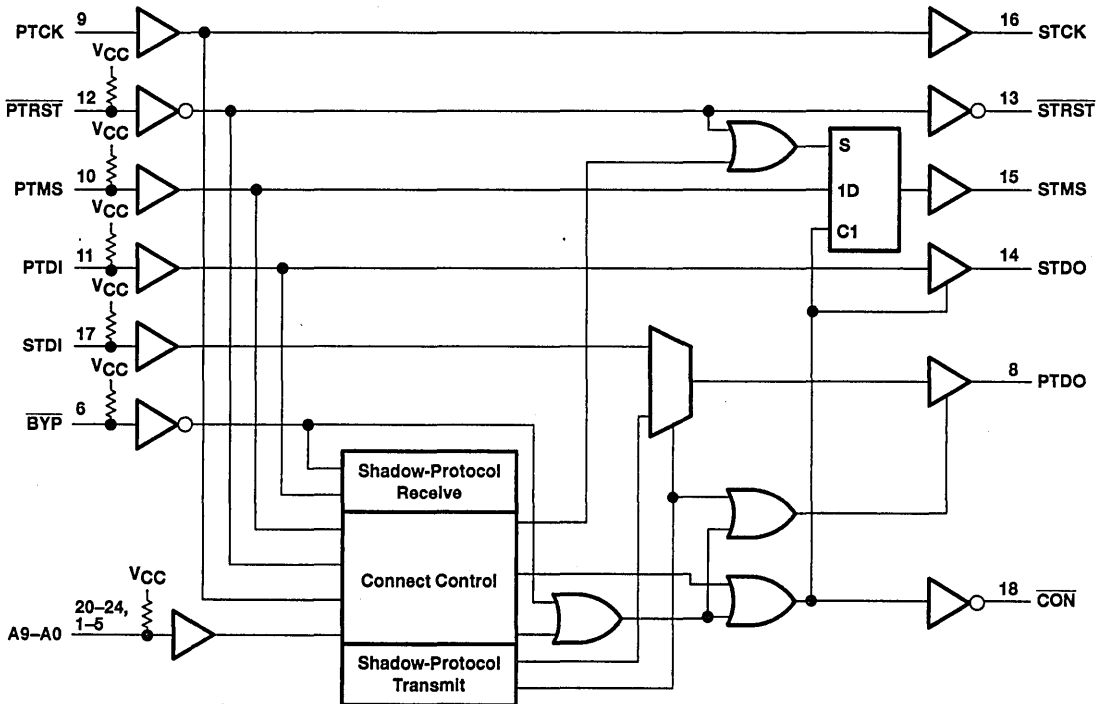 PTCK 9
16 STCK
VCC
PTRST 12
13 STRST
VCC
S
PTMS 10
1D
15 STMS
VCC
C1
PTDI 11
14 STDO
VCC
STDI 17
VCC
8 PTDO
BYP 6
Shadow-Protocol
Receive
Connect Control
VCC
20–24,
1–5
A9–A0
18 CON
Shadow-Protocol
Transmit